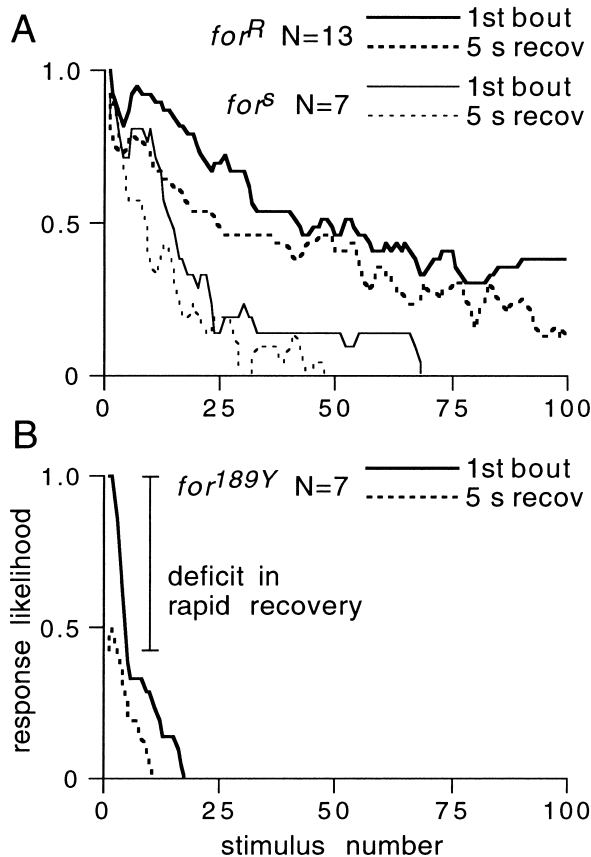 A
for^R N=13 1st bout
5 s recov
for^s N=7 1st bout
5 s recov
1.0
0.5
0
0 25 50 75 100
B
for^189Y N=7 1st bout
5 s recov
1.0
deficit in
rapid recovery
0.5
0
response likelihood
0 25 50 75 100
stimulus number